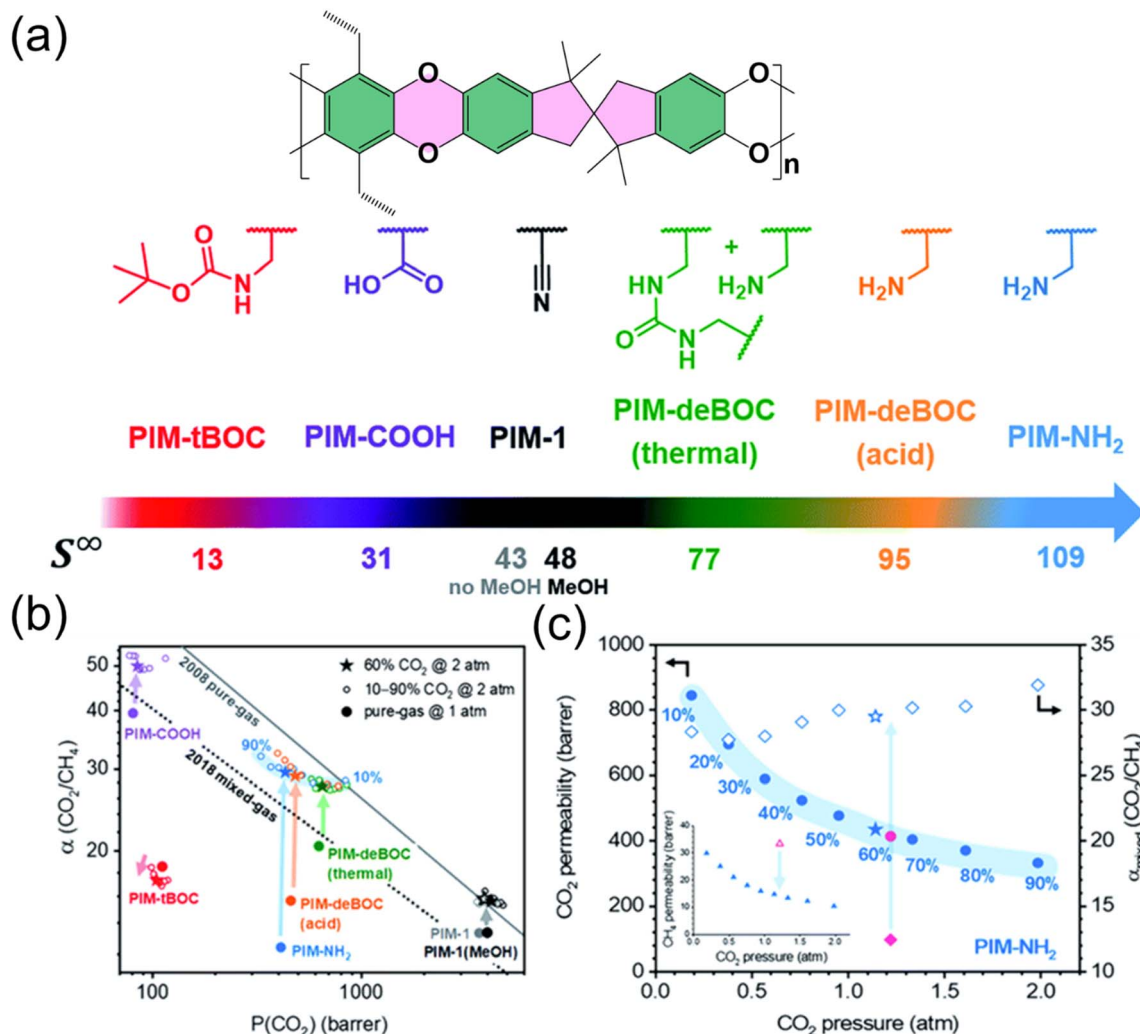 (a)
O
O
O
O
n
O
O
N
H
HO
O
N
NH
O
N
H
+
H₂N
H₂N
H₂N
PIM-tBOC
PIM-COOH
PIM-1
PIM-deBOC
(thermal)
PIM-deBOC
(acid)
PIM-NH₂
S∞
13
31
43
48
77
95
109
no MeOH MeOH
(b)
50
40
30
20
α (CO₂/CH₄)
100
1000
P(CO₂) (barrer)
2008 pure-gas
2018 mixed-gas
★ 60% CO₂ @ 2 atm
○ 10–90% CO₂ @ 2 atm
● pure-gas @ 1 atm
PIM-COOH
90%
10%
PIM-tBOC
PIM-deBOC
(thermal)
PIM-deBOC
(acid)
PIM-NH₂
PIM-1
PIM-1(MeOH)
(c)
1000
800
600
400
200
0
CO₂ permeability (barrer)
0.0
0.5
1.0
1.5
2.0
CO₂ pressure (atm)
35
30
25
20
15
10
αmixed (CO₂/CH₄)
10%
20%
30%
40%
50%
60%
70%
80%
90%
PIM-NH₂
40
30
20
10
0
CH₄ permeability (barrer)
0.0 0.5 1.0 1.5 2.0
CO₂ pressure (atm)